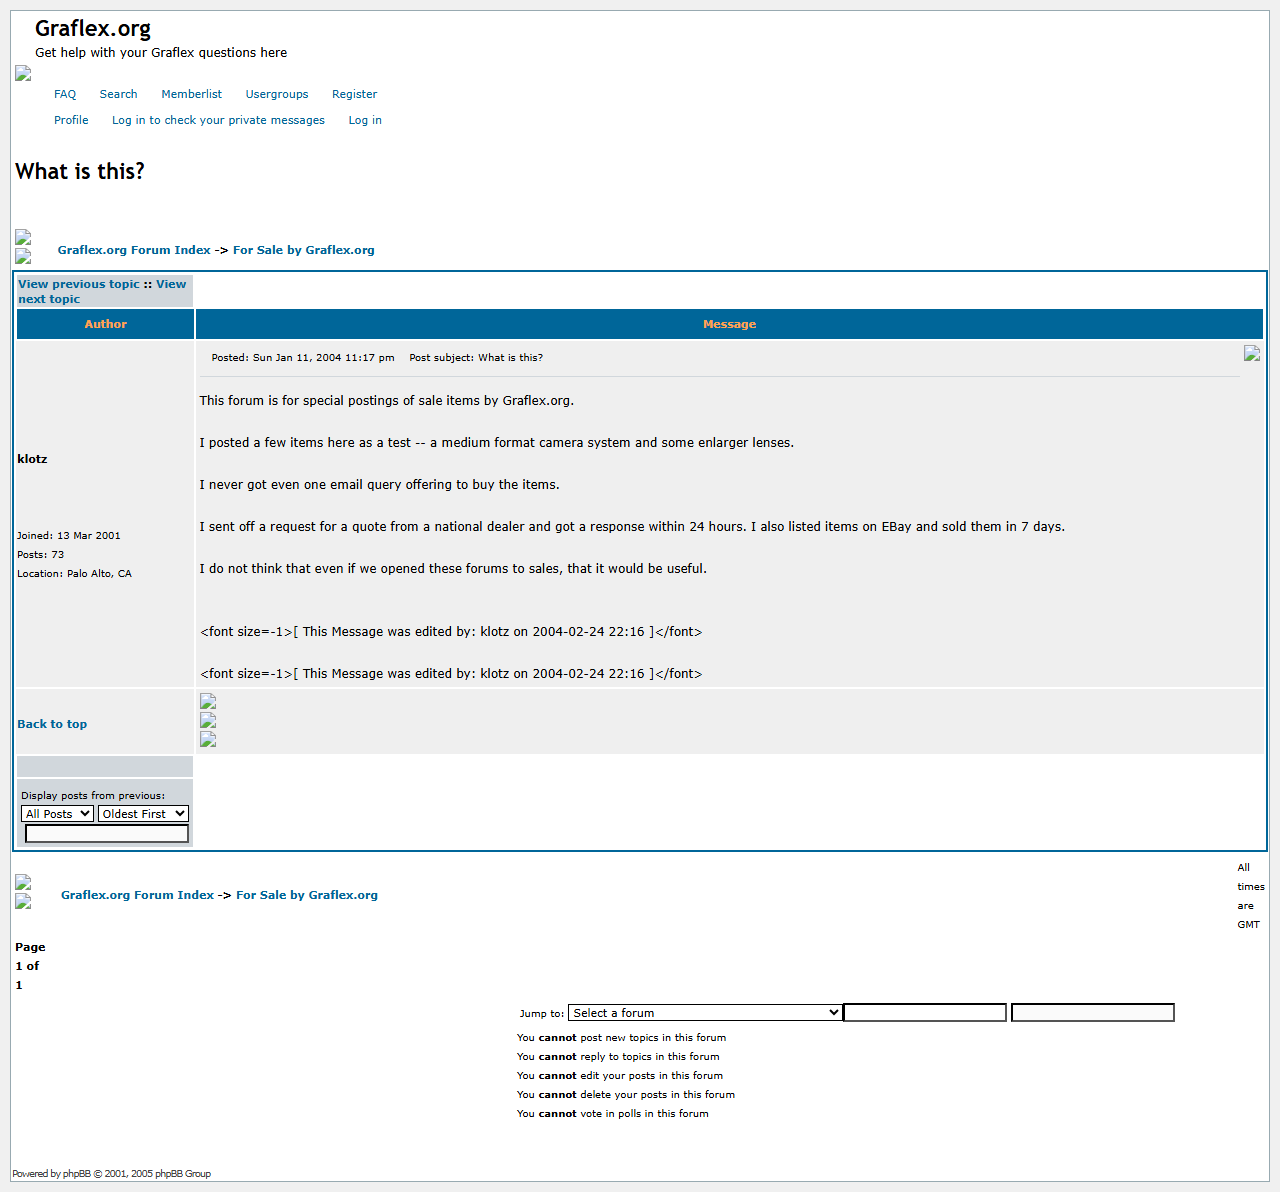 Graflex.org
Get help with your Graflex questions here
FAQ Search Memberlist Usergroups Register
Profile Log in to check your private messages Log in
What is this?
Graflex.org Forum Index -> For Sale by Graflex.org
View previous topic :: View
next topic
Author Message
Posted: Sun Jan 11, 2004 11:17 pm Post subject: What is this?
This forum is for special postings of sale items by Graflex.org.
I posted a few items here as a test -- a medium format camera system and some enlarger lenses.
klotz
I never got even one email query offering to buy the items.
I sent off a request for a quote from a national dealer and got a response within 24 hours. I also listed items on EBay and sold them in 7 days.
Joined: 13 Mar 2001
Posts: 73
Location: Palo Alto, CA
I do not think that even if we opened these forums to sales, that it would be useful.
<font size=-1>[ This Message was edited by: klotz on 2004-02-24 22:16 ]</font>
<font size=-1>[ This Message was edited by: klotz on 2004-02-24 22:16 ]</font>
Back to top
Display posts from previous:
All Posts Oldest First
Graflex.org Forum Index -> For Sale by Graflex.org
All
times
are
GMT
Page
1 of
1
Jump to: Select a forum
You cannot post new topics in this forum
You cannot reply to topics in this forum
You cannot edit your posts in this forum
You cannot delete your posts in this forum
You cannot vote in polls in this forum
Powered by phpBB © 2001, 2005 phpBB Group